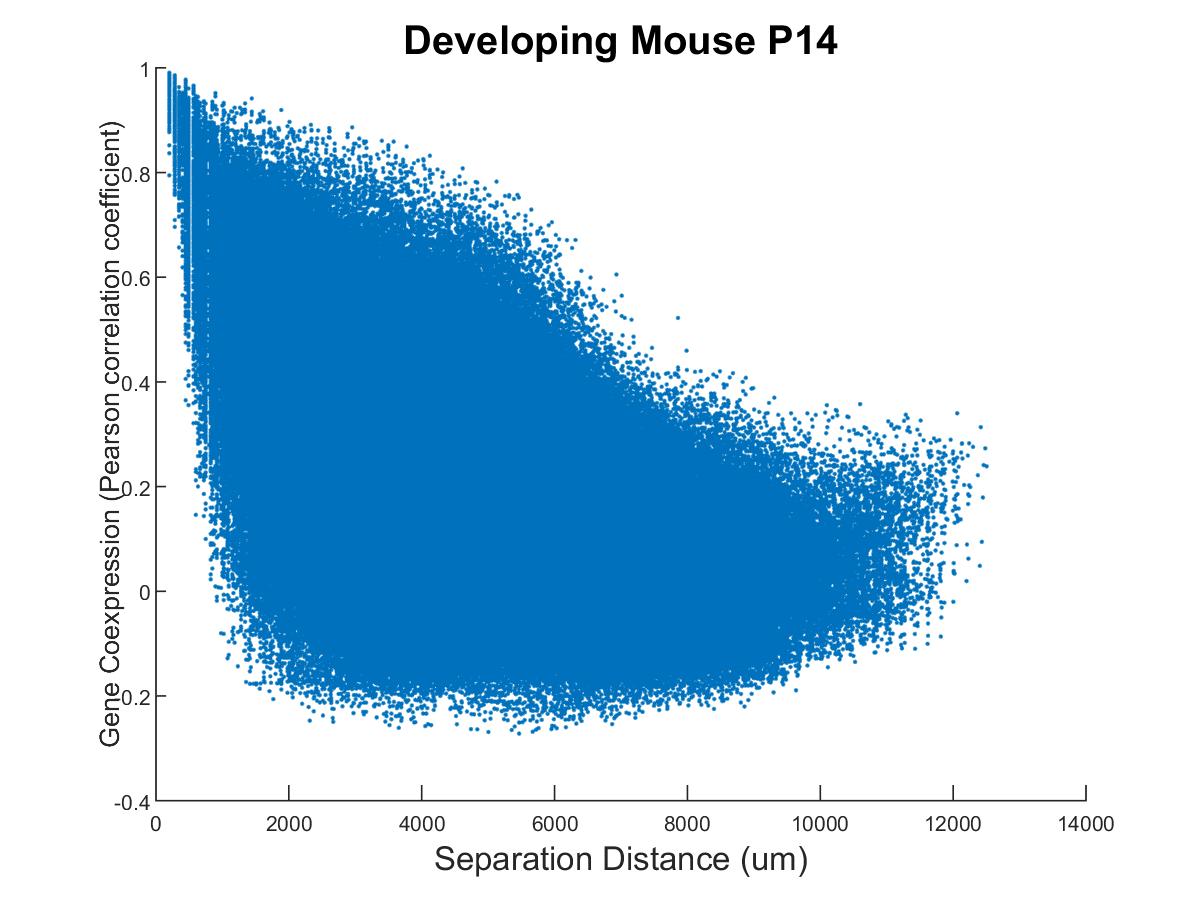 Developing Mouse P14
Gene Coexpression (Pearson correlation coefficient)
1
0.8
0.6
0.4
0.2
0
-0.2
-0.4
0 2000 4000 6000 8000 10000 12000 14000
Separation Distance (um)